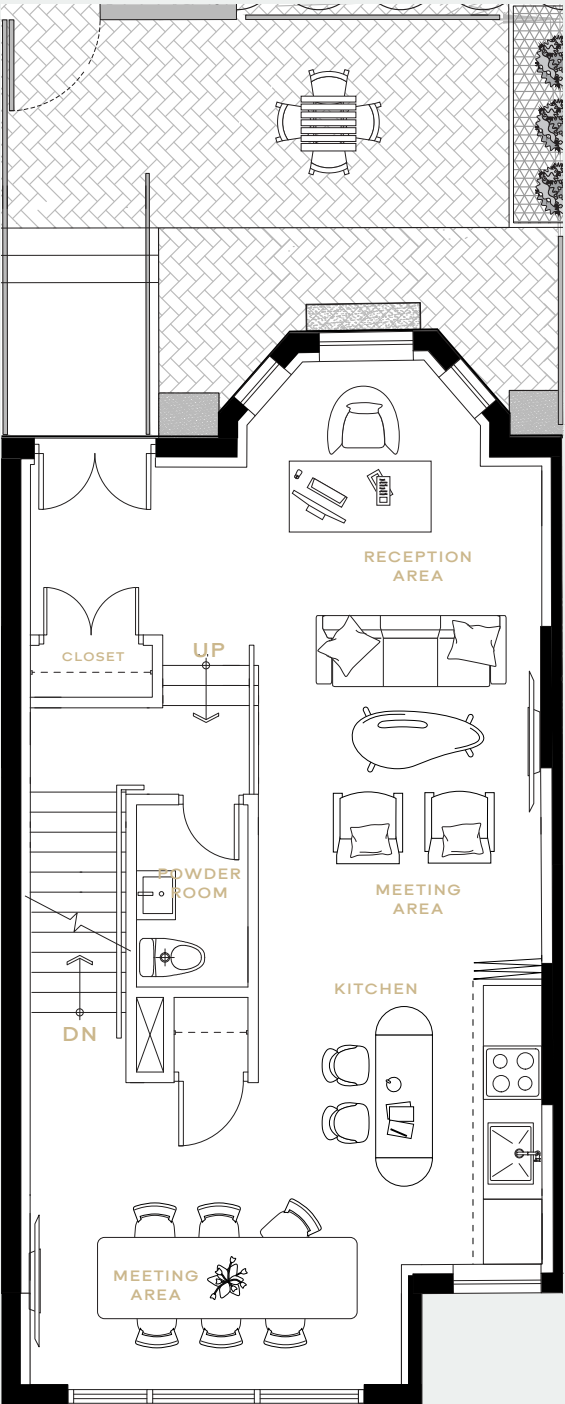 RECEPTION
AREA
UP
CLOSET
POWDER
ROOM
MEETING
AREA
KITCHEN
DN
MEETING
AREA